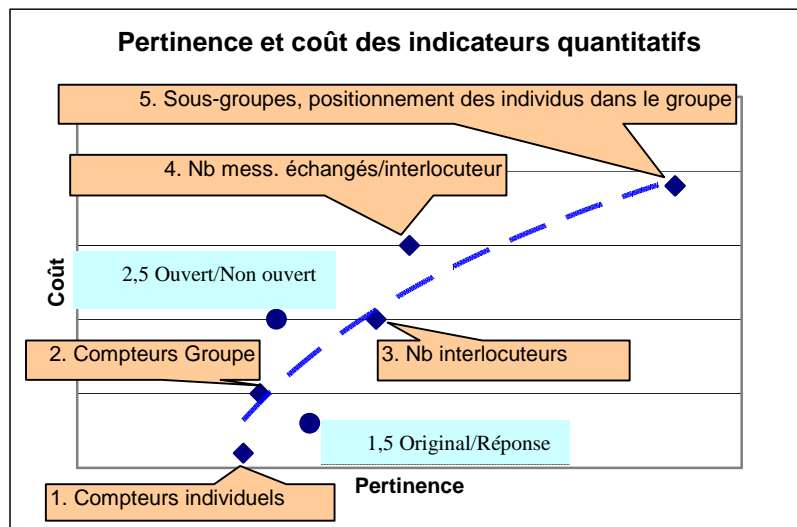 Pertinence et coût des indicateurs quantitatifs
5. Sous-groupes, positionnement des individus dans le groupe
4. Nb mess. échangés/interlocuteur
2,5 Ouvert/Non ouvert
Coût
2. Compteurs Groupe
3. Nb interlocuteurs
1,5 Original/Réponse
1. Compteurs individuels
Pertinence